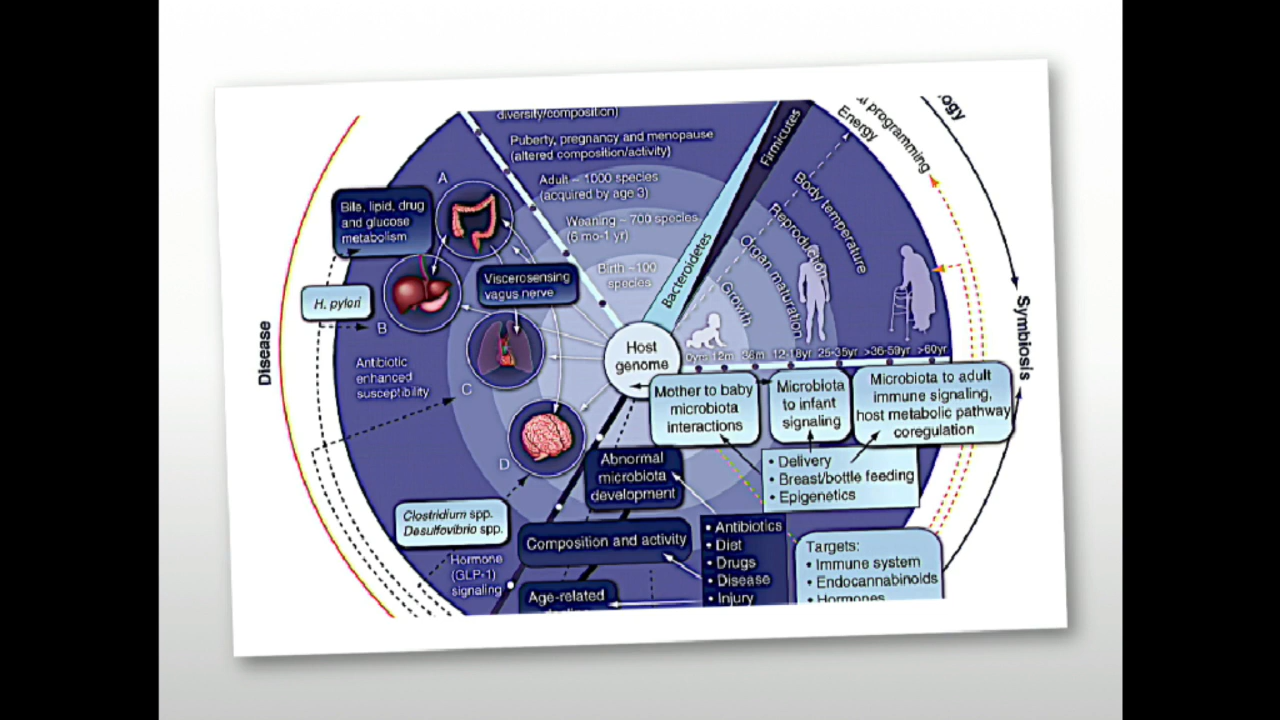 diversity/composition)
Puberty, pregnancy and menopause
(altered composition/activity)
Adult ~ 1000 species
(acquired by age 3)
Weaning ~ 700 species
(6 mo-1 yr)
Birth ~100
species
Bacteroidetes
Firmicutes
ogy
programming
Energy
Body temperature
Reproduction
Organ maturation
Growth
Symbiosis
Disease
A
Bile, lipid, drug
and glucose
metabolism
Viscerosensing
vagus nerve
H. pylori
B
Antibiotic
enhanced
susceptibility
C
D
Host
genome
0yr 12m 36m 12-18yr 25-35yr >36-59yr >60yr
Mother to baby
microbiota
interactions
Microbiota
to infant
signaling
Microbiota to adult
immune signaling,
host metabolic pathway
coregulation
• Delivery
• Breast/bottle feeding
• Epigenetics
Abnormal
microbiota
development
Clostridium spp.
Desulfovibrio spp.
Composition and activity
Hormone
(GLP-1)
signaling
Age-related
• Antibiotics
• Diet
• Drugs
• Disease
• Injury
Targets:
• Immune system
• Endocannabinoids
• Hormones